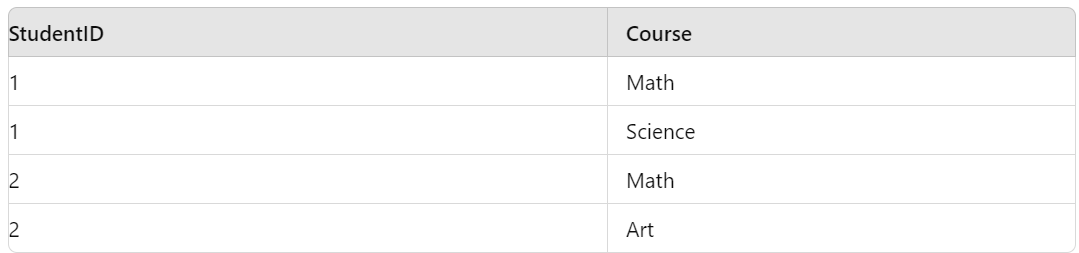 StudentID Course
1 Math
1 Science
2 Math
2 Art